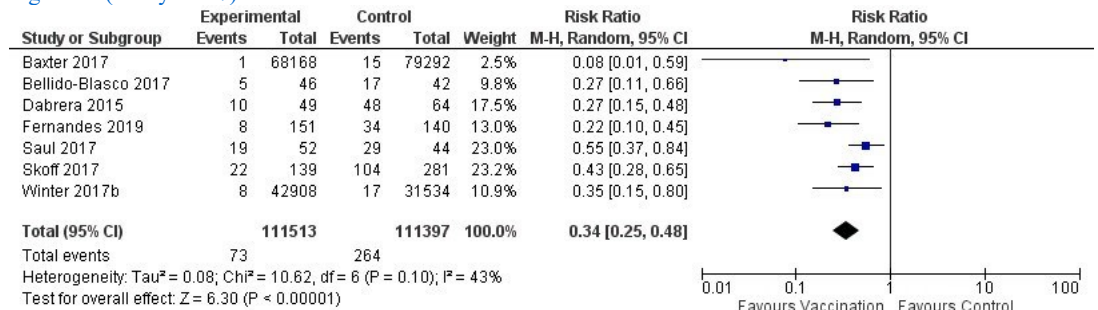 Experimental Control Risk Ratio Risk Ratio
Study or Subgroup Events Total Events Total Weight M-H, Random, 95% CI M-H, Random, 95% CI
Baxter 2017 1 68168 15 79292 2.5% 0.08 [0.01, 0.59]
Bellido-Blasco 2017 5 46 17 42 9.8% 0.27 [0.11, 0.66]
Dabrera 2015 10 49 48 64 17.5% 0.27 [0.15, 0.48]
Fernandes 2019 8 151 34 140 13.0% 0.22 [0.10, 0.45]
Saul 2017 19 52 29 44 23.0% 0.55 [0.37, 0.84]
Skoff 2017 22 139 104 281 23.2% 0.43 [0.28, 0.65]
Winter 2017b 8 42908 17 31534 10.9% 0.35 [0.15, 0.80]
Total (95% CI) 111513 111397 100.0% 0.34 [0.25, 0.48]
Total events 73 264
Heterogeneity: Tau² = 0.08; Chi² = 10.62, df = 6 (P = 0.10); I² = 43%
Test for overall effect: Z = 6.30 (P < 0.00001)
0.01 0.1 1 10 100
Favours Vaccination Favours Control